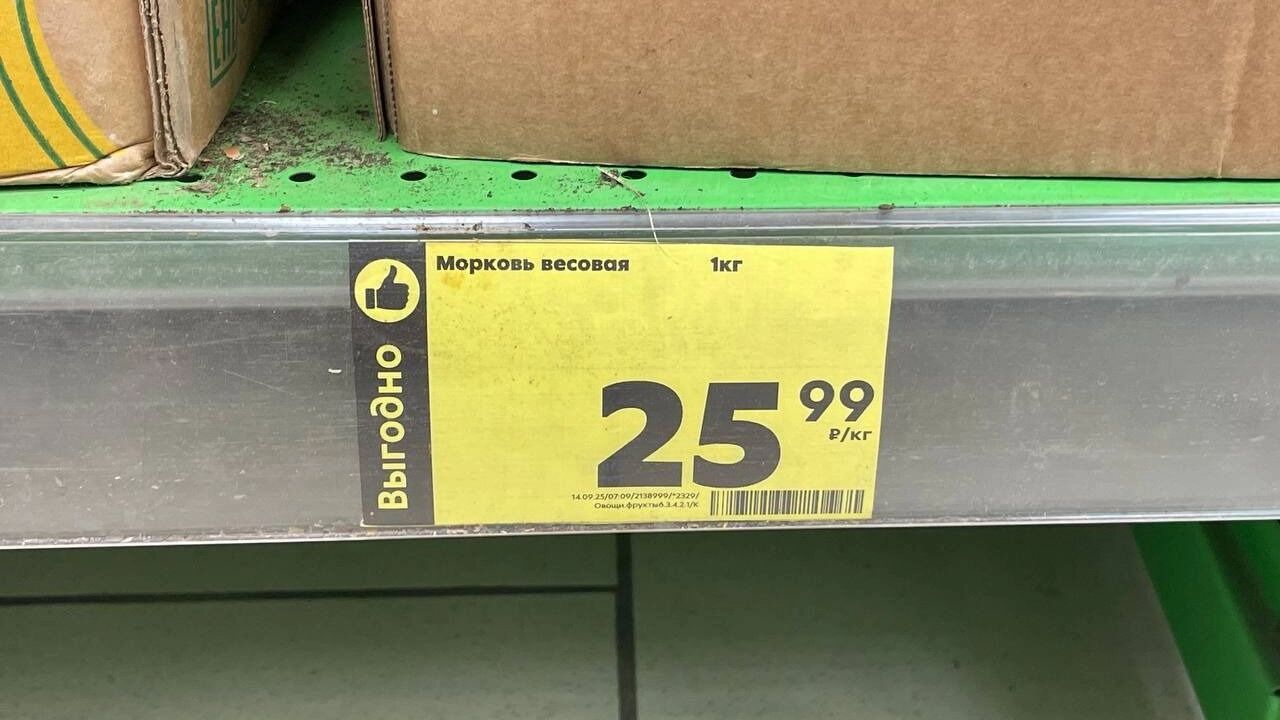 ЕАС
Морковь весовая 1кг
Выгодно
25 99
₽/кг
14.09.25/07:09/2138999/*2329/
Овощи.фрукты6.3.4.2.1/К